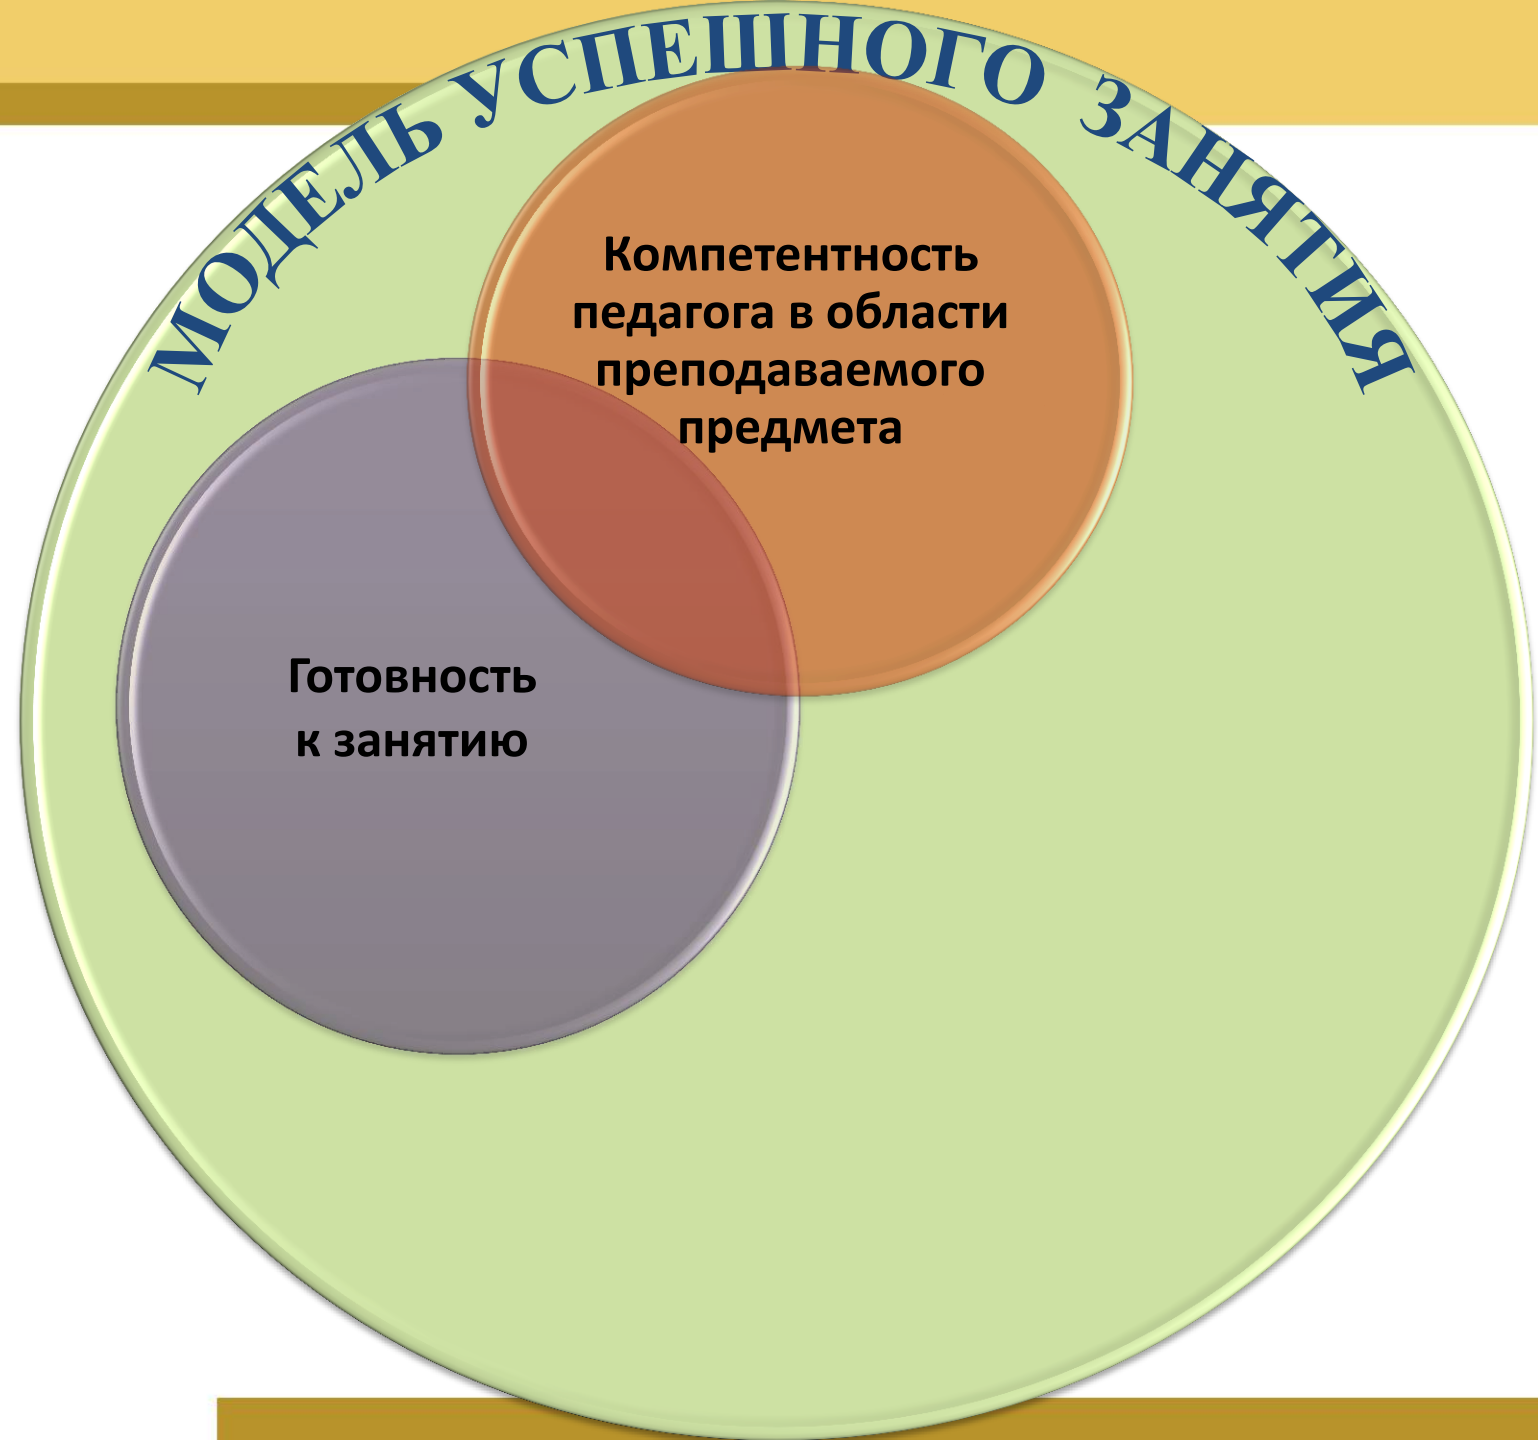 МОДЕЛЬ УСПЕШНОГО ЗАНЯТИЯ
Компетентность
педагога в области
преподаваемого
предмета
Готовность
к занятию